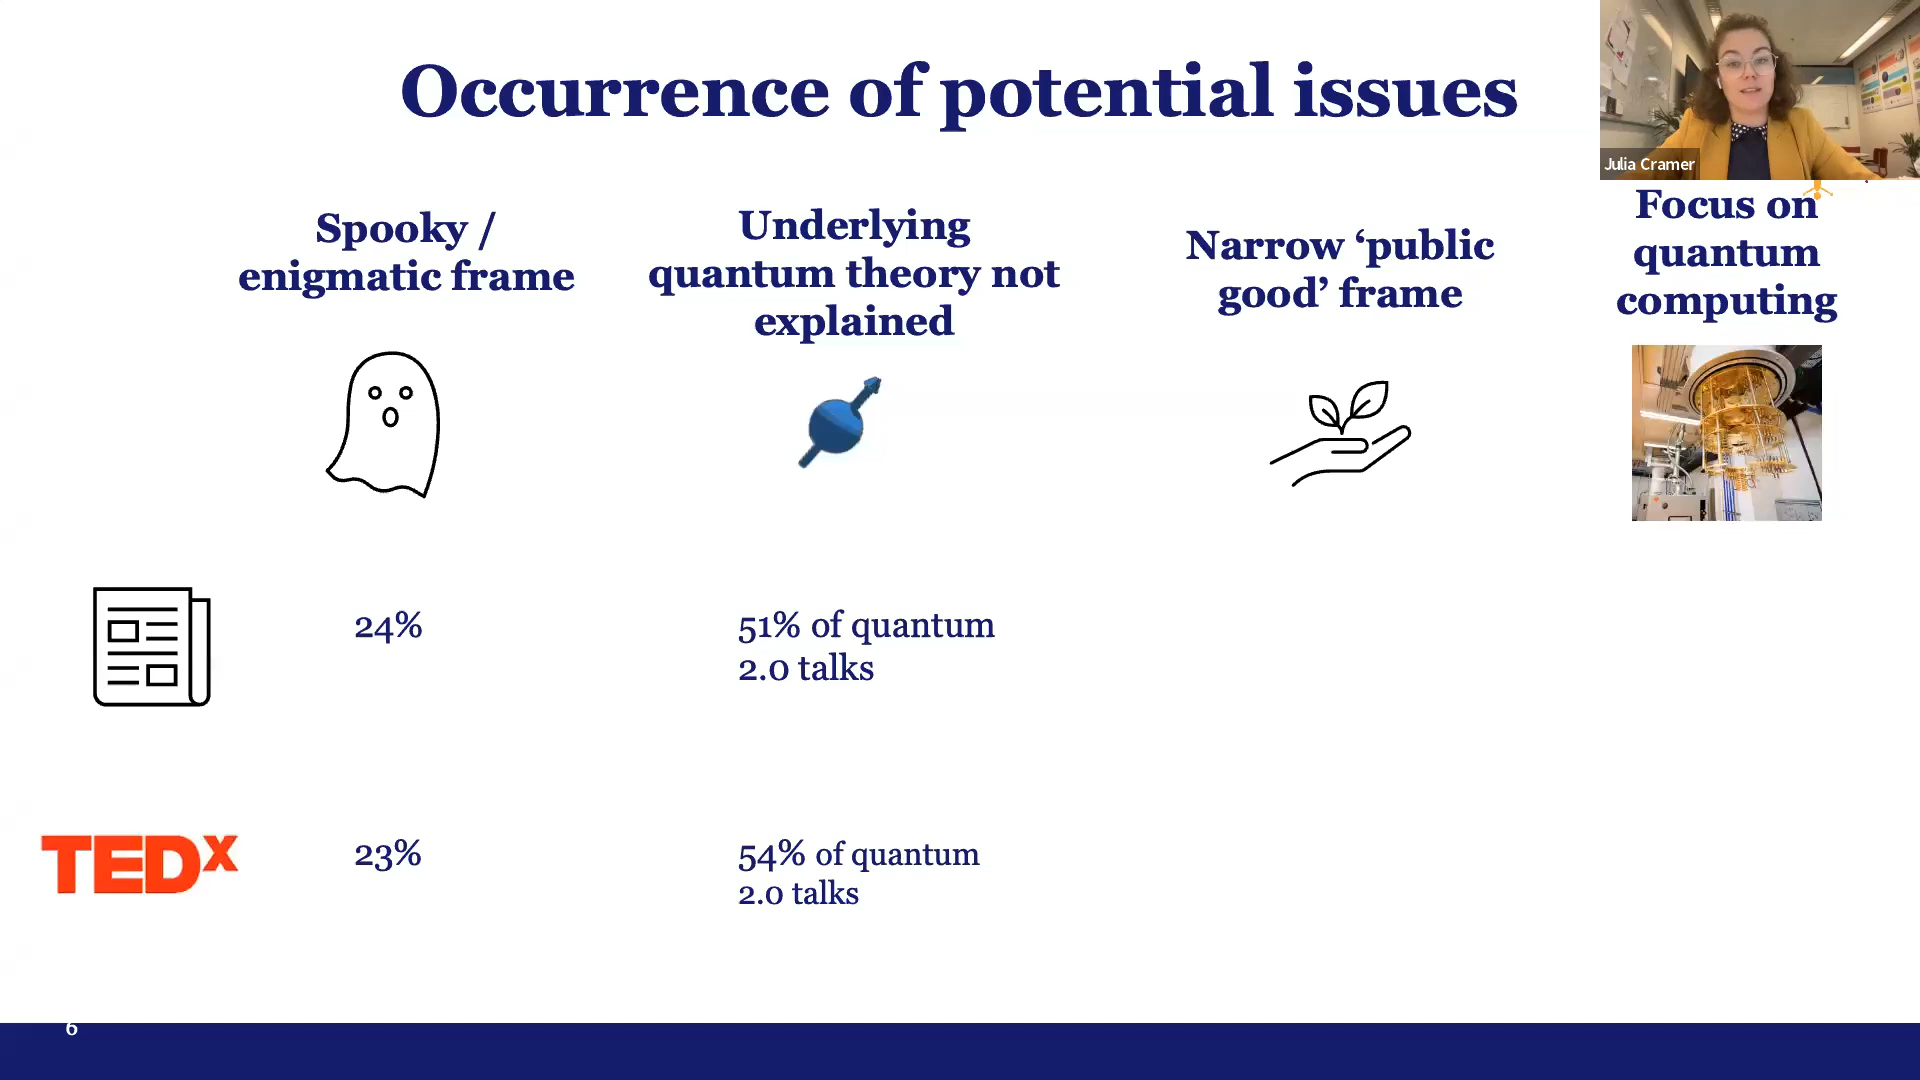 Occurrence of potential issues
Julia Cramer
Spooky /
enigmatic frame
Underlying
quantum theory not
explained
Narrow ‘public
good’ frame
Focus on
quantum
computing
24%
51% of quantum
2.0 talks
TEDx
23%
54% of quantum
2.0 talks
6